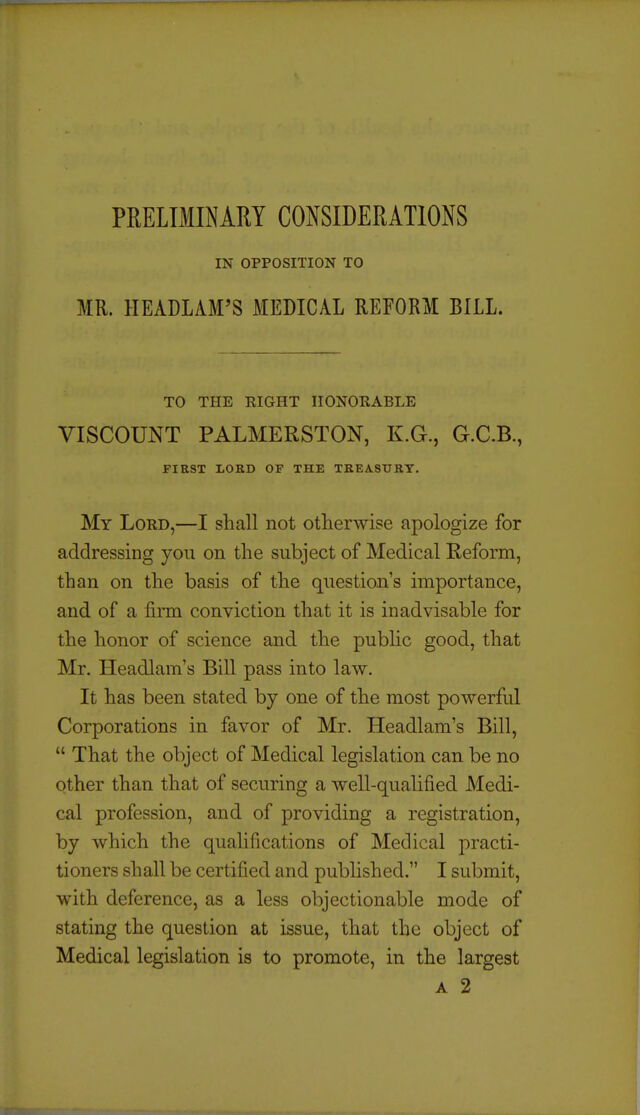 PRELIMINARY CONSIDERATIONS
IN OPPOSITION TO
MR. HEADLAM'S MEDICAL REFORM BILL.
TO THE RIGHT HONORABLE
VISCOUNT PALMERSTON, K.G., G.C.B.,
FIRST LORD OF THE TREASURY.
My Lord,—I shall not otherwise apologize for
addressing you on the subject of Medical Reform,
than on the basis of the question's importance,
and of a firm conviction that it is inadvisable for
the honor of science and the public good, that
Mr. Headlam's Bill pass into law.
It has been stated by one of the most powerful
Corporations in favor of Mr. Headlam's Bill,
“ That the object of Medical legislation can be no
other than that of securing a well-qualified Medi-
cal profession, and of providing a registration,
by which the qualifications of Medical practi-
tioners shall be certified and published.” I submit,
with deference, as a less objectionable mode of
stating the question at issue, that the object of
Medical legislation is to promote, in the largest
A 2